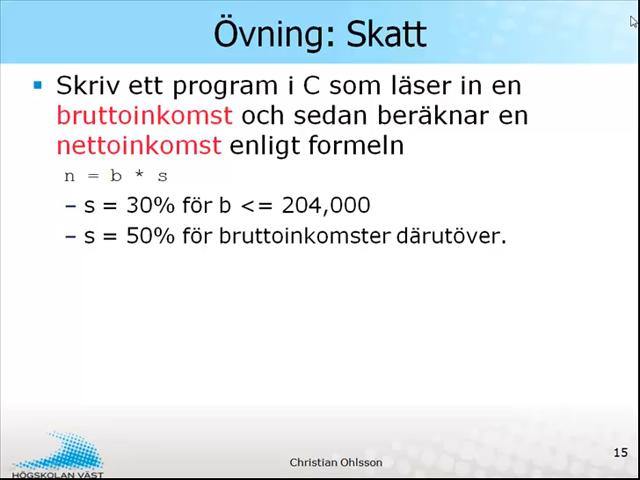 Övning: Skatt
Skriv ett program i C som läser in en
bruttoinkomst och sedan beräknar en
nettoinkomst enligt formeln
n = b * s
– s = 30% för b <= 204,000
– s = 50% för bruttoinkomster därutöver.
HÖGSKOLAN VÄST
Christian Ohlsson
15